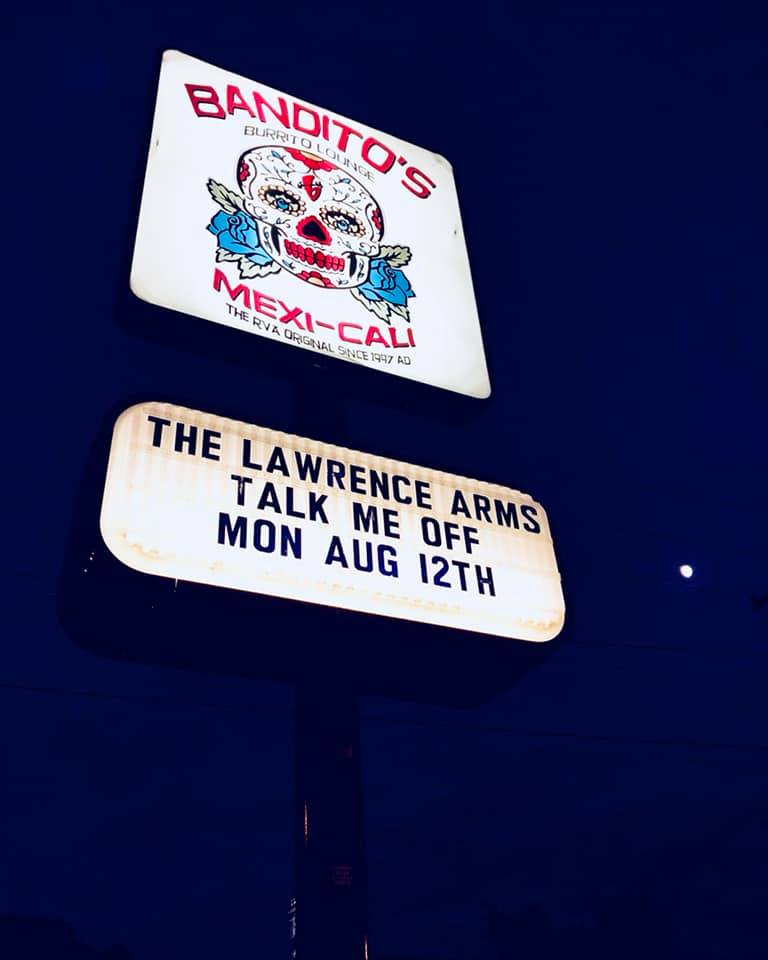 BANDITO'S
BURRITO LOUNGE
MEXI-CALI
THE RVA ORIGINAL SINCE 1997 AD
THE LAWRENCE ARMS
TALK ME OFF
MON AUG 12TH